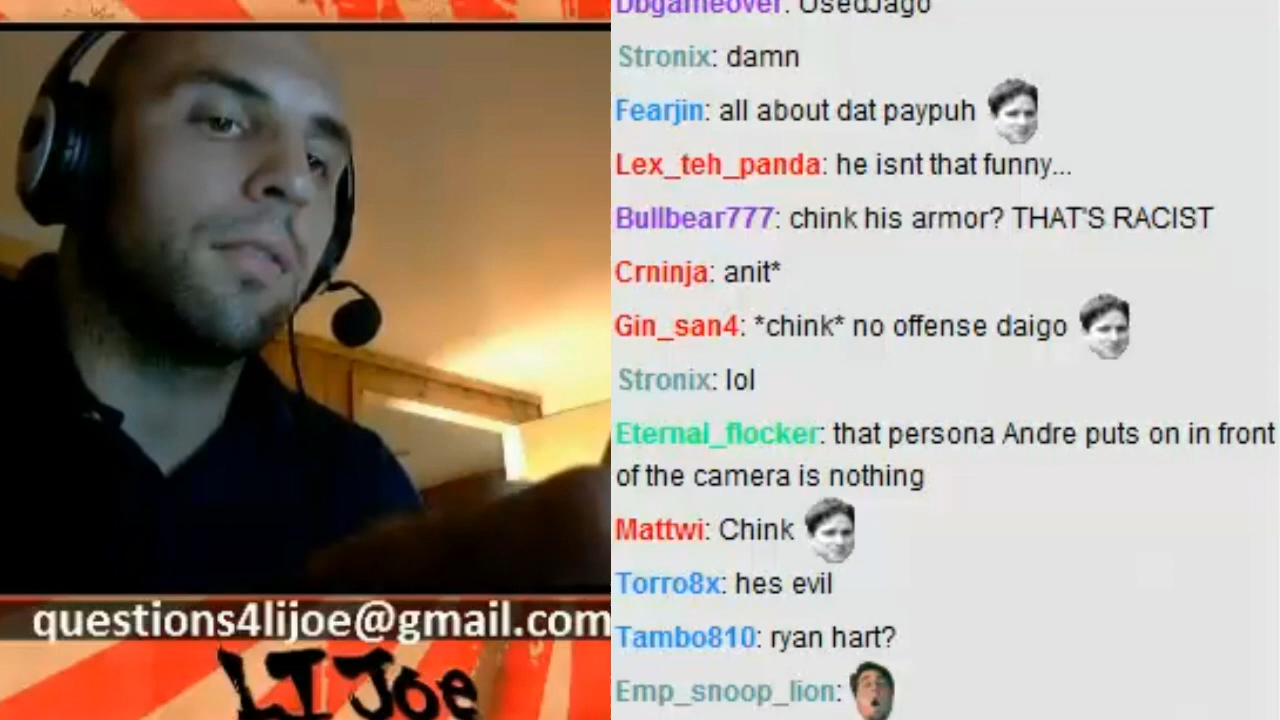 Dbgameover: UsedJago
Stronix: damn
Fearjin: all about dat paypuh
Lex_teh_panda: he isnt that funny...
Bullbear777: chink his armor? THAT'S RACIST
Crninja: anit*
Gin_san4: *chink* no offense daigo
Stronix: lol
Eternal_flocker: that persona Andre puts on in front
of the camera is nothing
Mattwi: Chink
Torro8x: hes evil
Tambo810: ryan hart?
Emp_snoop_lion:
questions4lijoe@gmail.com
LI Joe